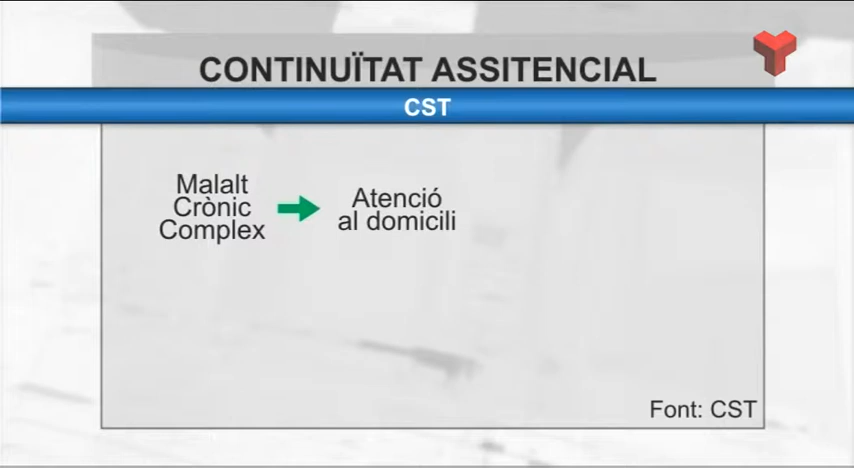 CONTINUÏTAT ASSITENCIAL
CST
Malalt
Crònic
Complex
Atenció
al domicili
Font: CST